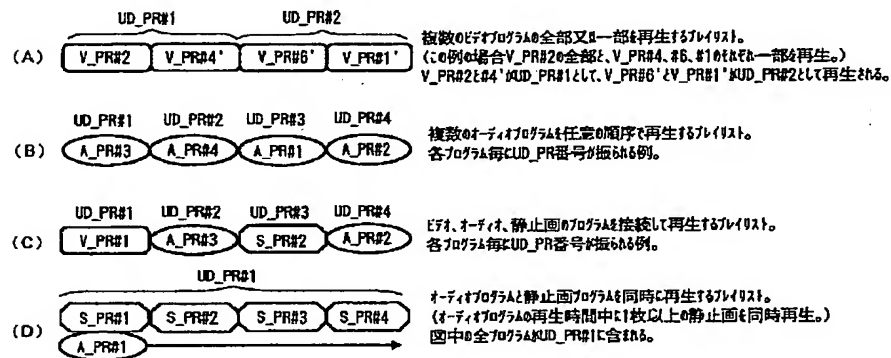 UD_PR#1 UD_PR#2
(A) V_PR#2 V_PR#4' V_PR#6' V_PR#1'
複数のビデオプログラムの全部又は一部を再生するプレイリスト。
(この例の場合V_PR#2の全部と、V_PR#4、#6、#1のそれぞれ一部を再生。)
V_PR#2と#4'がUD_PR#1として、V_PR#6'とV_PR#1'がUD_PR#2として再生される。
UD_PR#1 UD_PR#2 UD_PR#3 UD_PR#4
(B) A_PR#3 A_PR#4 A_PR#1 A_PR#2
複数のオーディオプログラムを任意の順序で再生するプレイリスト。
各プログラム毎にUD_PR番号が振られる例。
UD_PR#1 UD_PR#2 UD_PR#3 UD_PR#4
(C) V_PR#1 A_PR#3 S_PR#2 A_PR#2
ビデオ、オーディオ、静止画のプログラムを接続して再生するプレイリスト。
各プログラム毎にUD_PR番号が振られる例。
UD_PR#1
(D) S_PR#1 S_PR#2 S_PR#3 S_PR#4
A_PR#1
オーディオプログラムと静止画プログラムを同時に再生するプレイリスト。
(オーディオプログラムの再生時間中に1枚以上の静止画を同時再生。)
図中の全プログラムがUD_PR#1に含まれる。